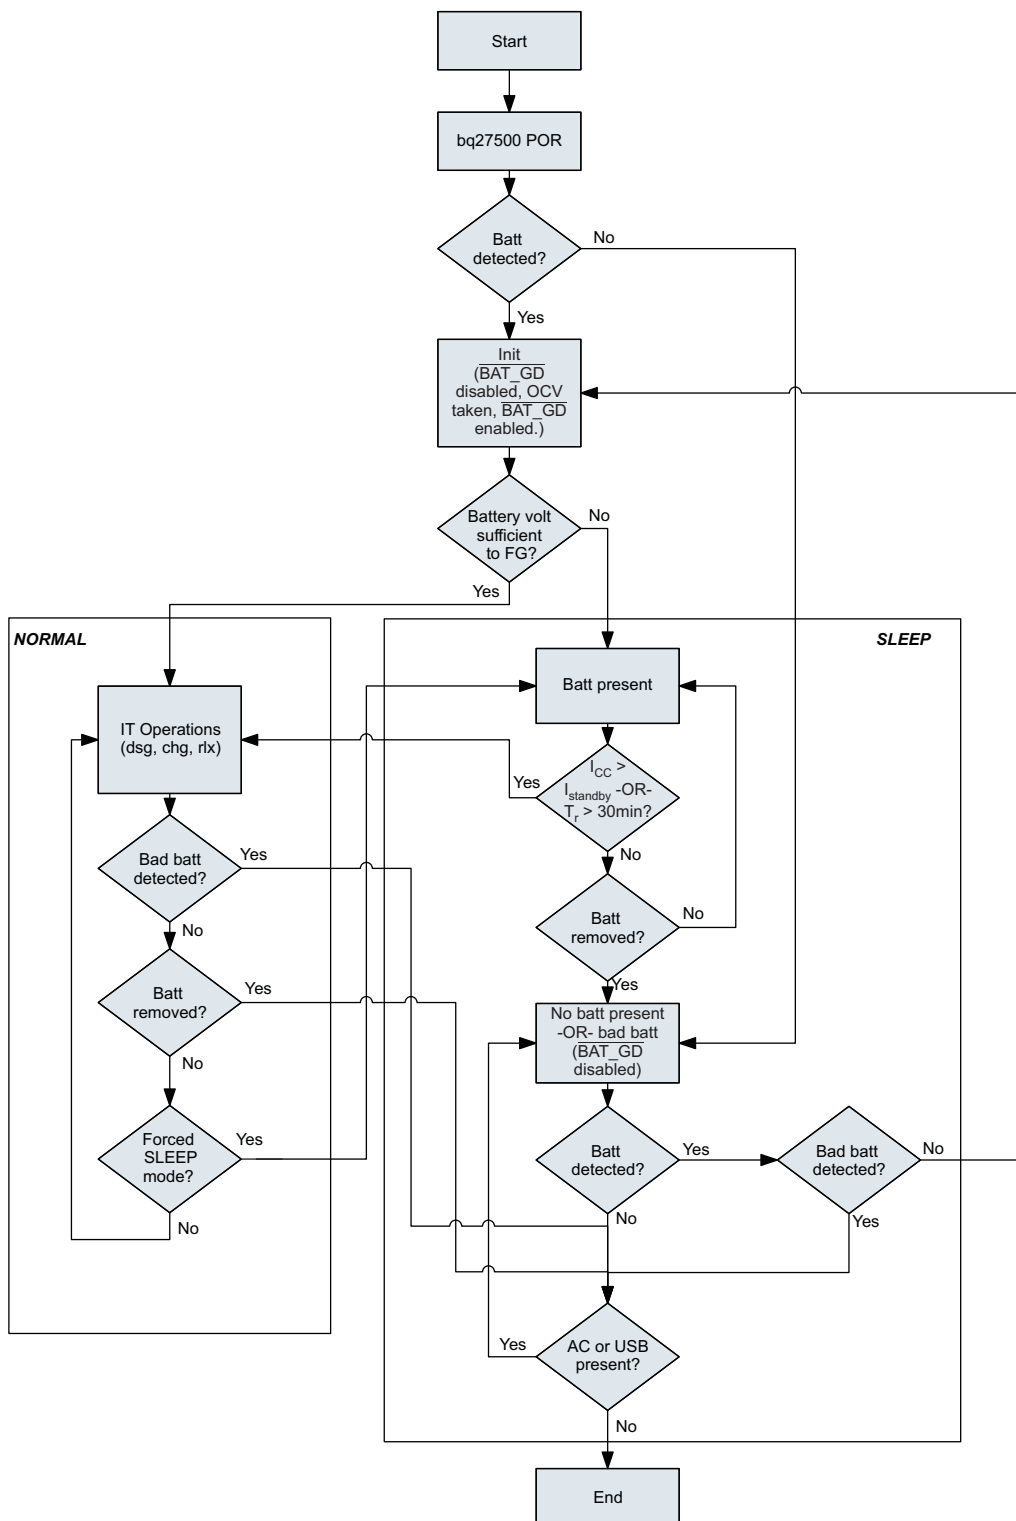 Start
bq27500 POR
Batt
detected?
No
Yes
Init
(BAT_GD
disabled, OCV
taken, BAT_GD
enabled.)
Battery volt
sufficient
to FG?
No
Yes
NORMAL
SLEEP
Batt present
IT Operations
(dsg, chg, rlx)
I_CC >
I_standby -OR-
T_r > 30min?
Yes
No
Bad batt
detected?
Yes
No
Batt
removed?
No
Yes
Batt
removed?
Yes
No
No batt present
-OR- bad batt
(BAT_GD
disabled)
Forced
SLEEP
mode?
Yes
No
Batt
detected?
Yes
No
Bad batt
detected?
No
Yes
AC or USB
present?
Yes
No
End